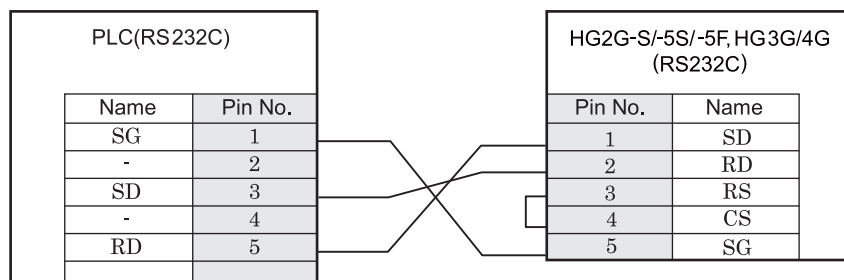 PLC(RS232C)
Name Pin No.
SG 1
- 2
SD 3
- 4
RD 5
HG2G-S/-5S/-5F, HG3G/4G
(RS232C)
Pin No. Name
1 SD
2 RD
3 RS
4 CS
5 SG